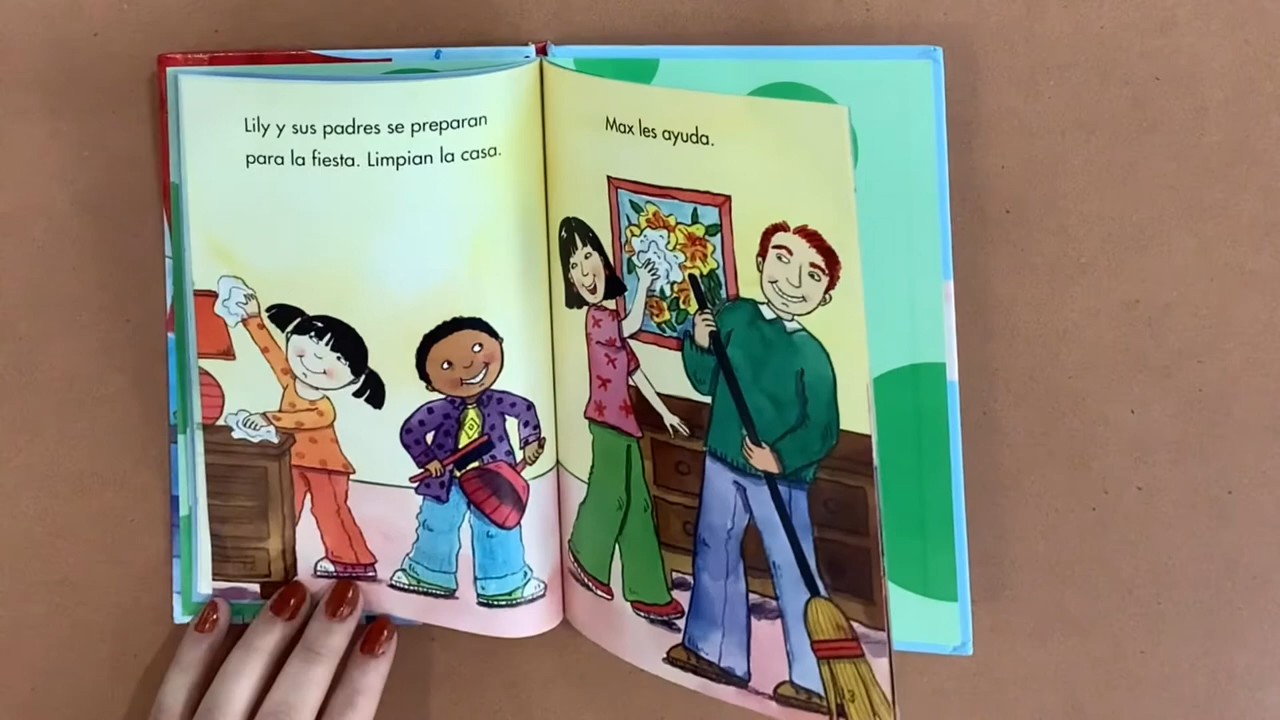 Lily y sus padres se preparan
para la fiesta. Limpian la casa.
Max les ayuda.